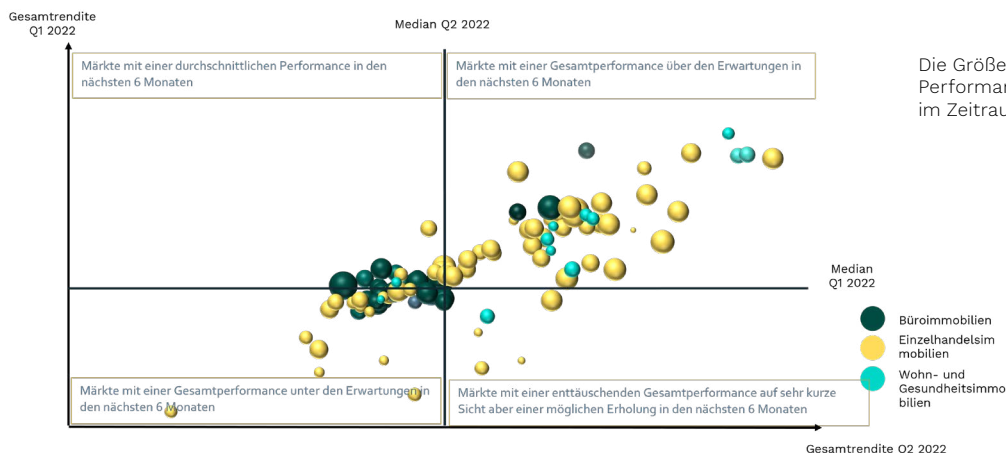 Gesamtrendite
Q1 2022
Median Q2 2022
Märkte mit einer durchschnittlichen Performance in den
nächsten 6 Monaten
Märkte mit einer Gesamtperformance über den Erwartungen in
den nächsten 6 Monaten
Die Größe
Performan
im Zeitrau
Median
Q1 2022
Büroimmobilien
Einzelhandelsim
mobilien
Wohn- und
Gesundheitsimmo
bilien
Märkte mit einer Gesamtperformance unter den Erwartungen in
den nächsten 6 Monaten
Märkte mit einer enttäuschenden Gesamtperformance auf sehr kurze
Sicht aber einer möglichen Erholung in den nächsten 6 Monaten
Gesamtrendite Q2 2022